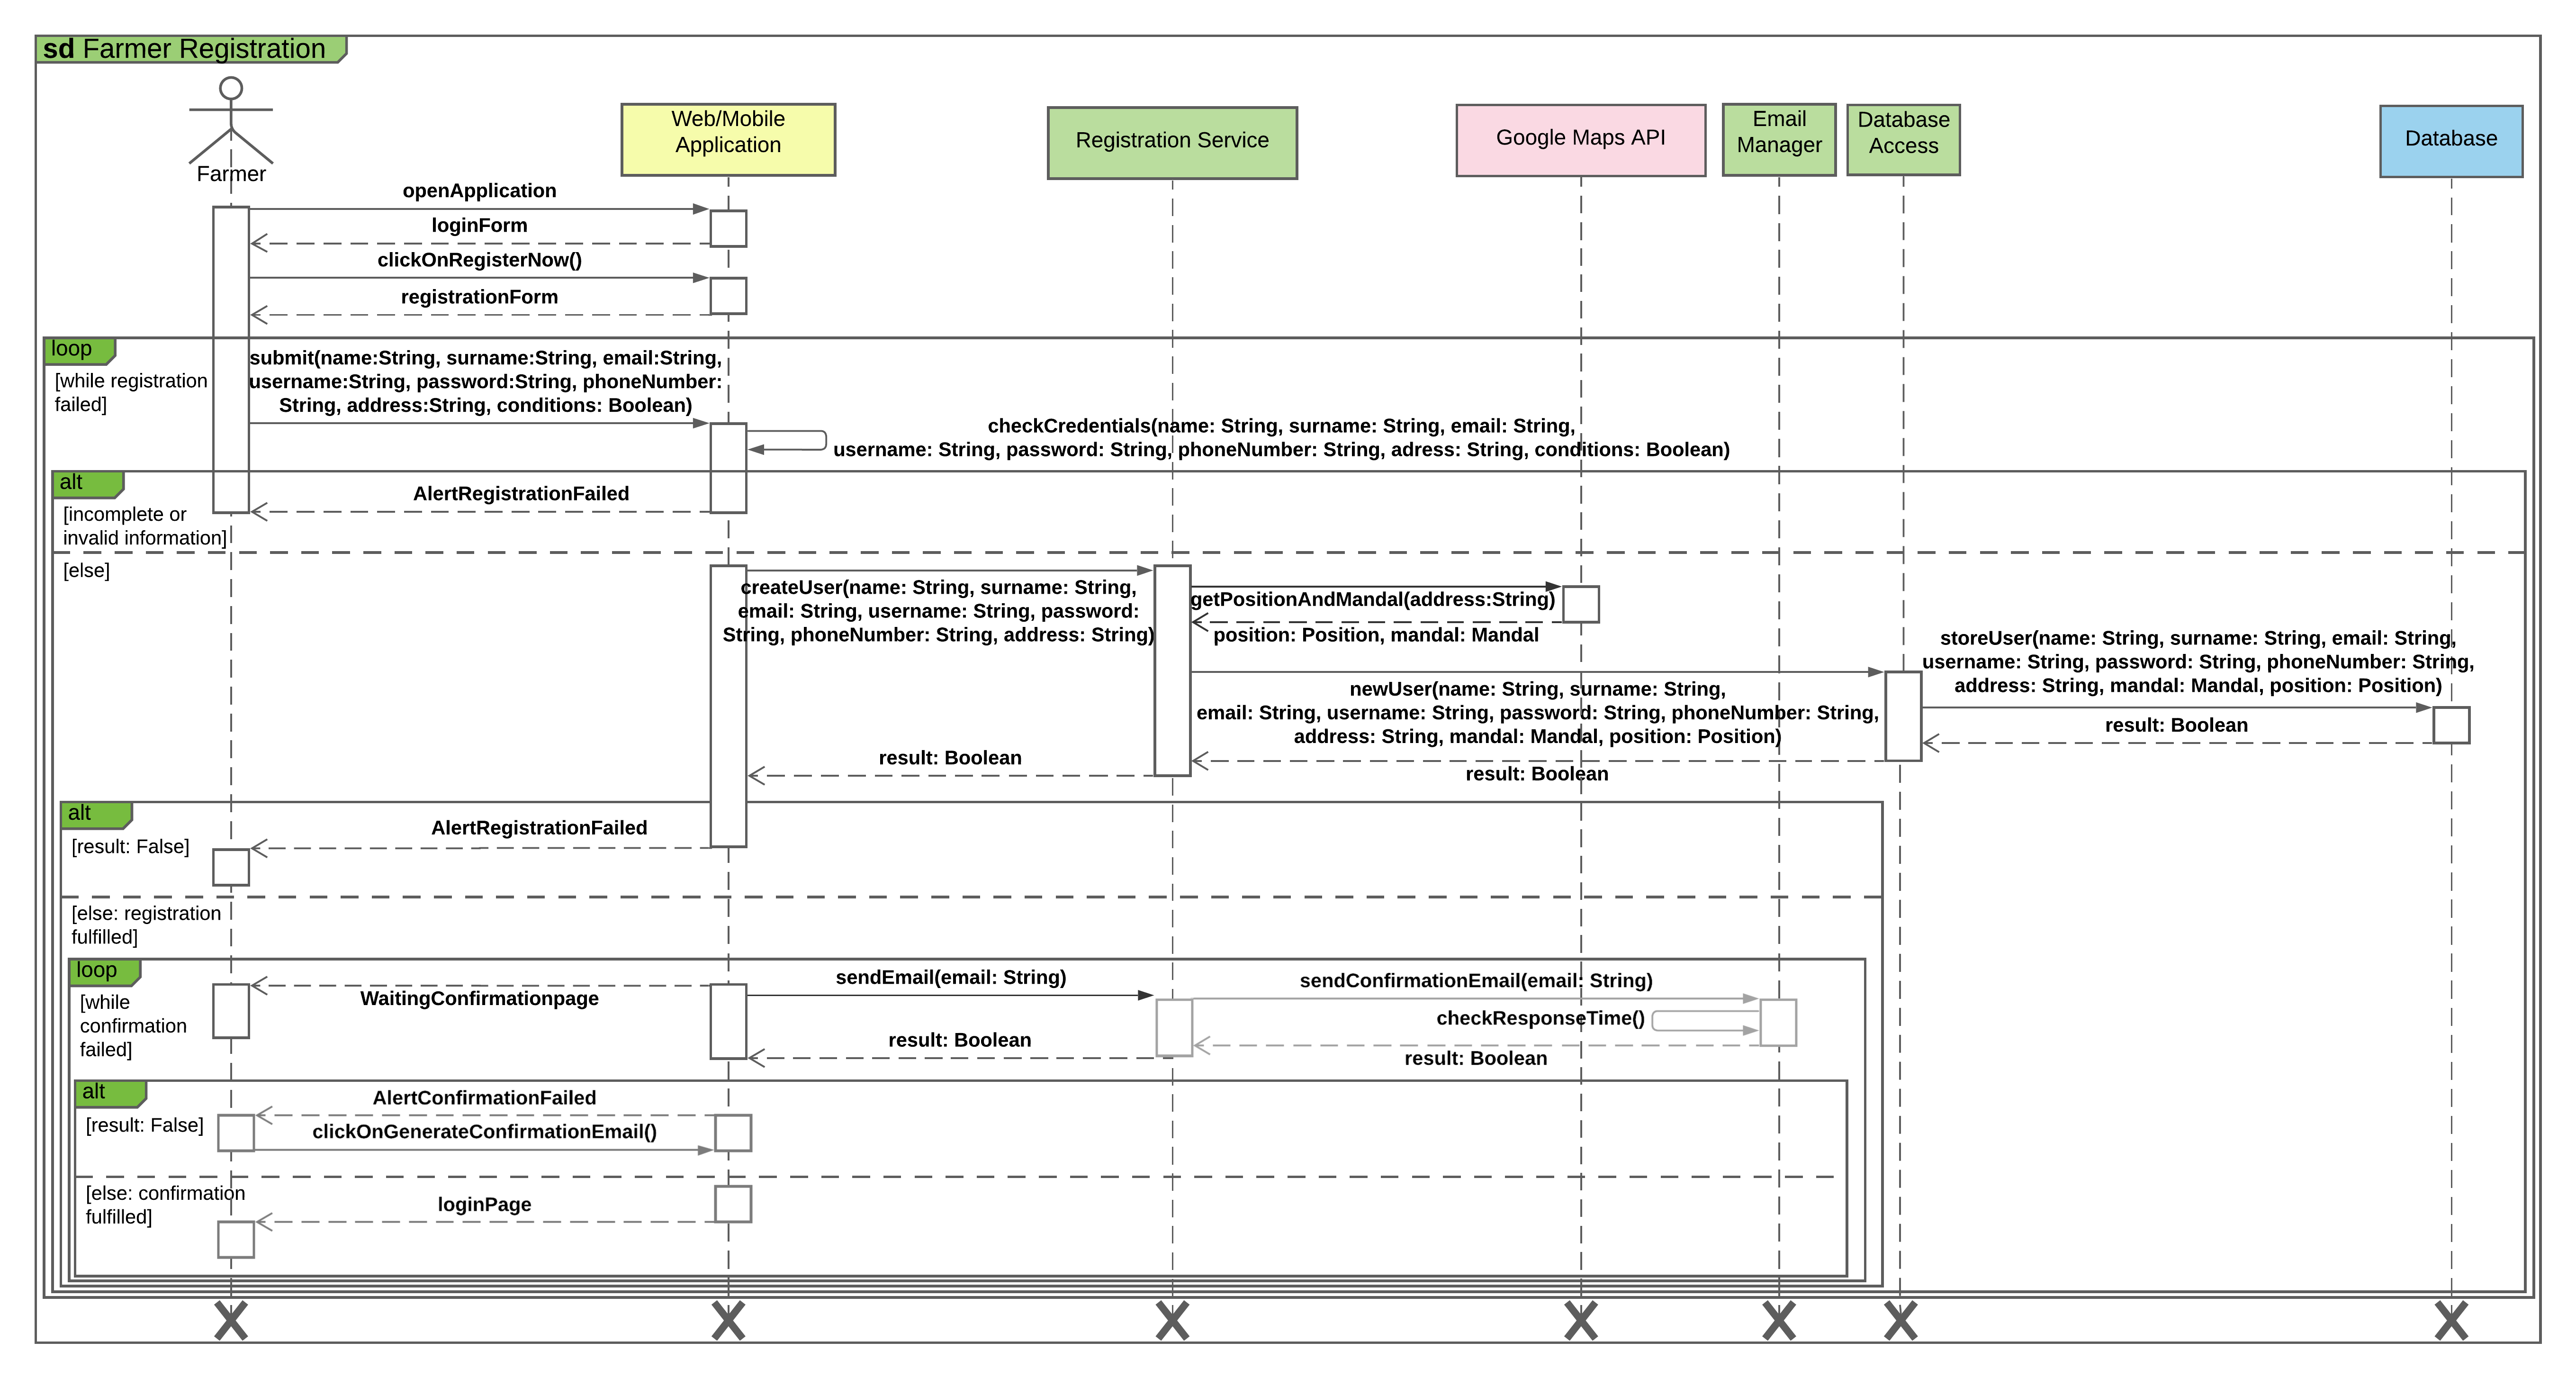 sd Farmer Registration
Farmer
Web/Mobile
Application
Registration Service
Google Maps API
Email
Manager
Database
Access
Database
openApplication
loginForm
clickOnRegisterNow()
registrationForm
loop
[while registration
failed]
submit(name:String, surname:String, email:String,
username:String, password:String, phoneNumber:
String, address:String, conditions: Boolean)
checkCredentials(name: String, surname: String, email: String,
username: String, password: String, phoneNumber: String, adress: String, conditions: Boolean)
alt
[incomplete or
invalid information]
AlertRegistrationFailed
[else]
createUser(name: String, surname: String,
email: String, username: String, password:
String, phoneNumber: String, address: String)
getPositionAndMandal(address:String)
position: Position, mandal: Mandal
storeUser(name: String, surname: String, email: String,
username: String, password: String, phoneNumber: String,
address: String, mandal: Mandal, position: Position)
newUser(name: String, surname: String,
email: String, username: String, password: String, phoneNumber: String,
address: String, mandal: Mandal, position: Position)
result: Boolean
result: Boolean
result: Boolean
alt
[result: False]
AlertRegistrationFailed
[else: registration
fulfilled]
loop
[while
confirmation
failed]
WaitingConfirmationpage
sendEmail(email: String)
sendConfirmationEmail(email: String)
checkResponseTime()
result: Boolean
result: Boolean
alt
[result: False]
AlertConfirmationFailed
clickOnGenerateConfirmationEmail()
[else: confirmation
fulfilled]
loginPage